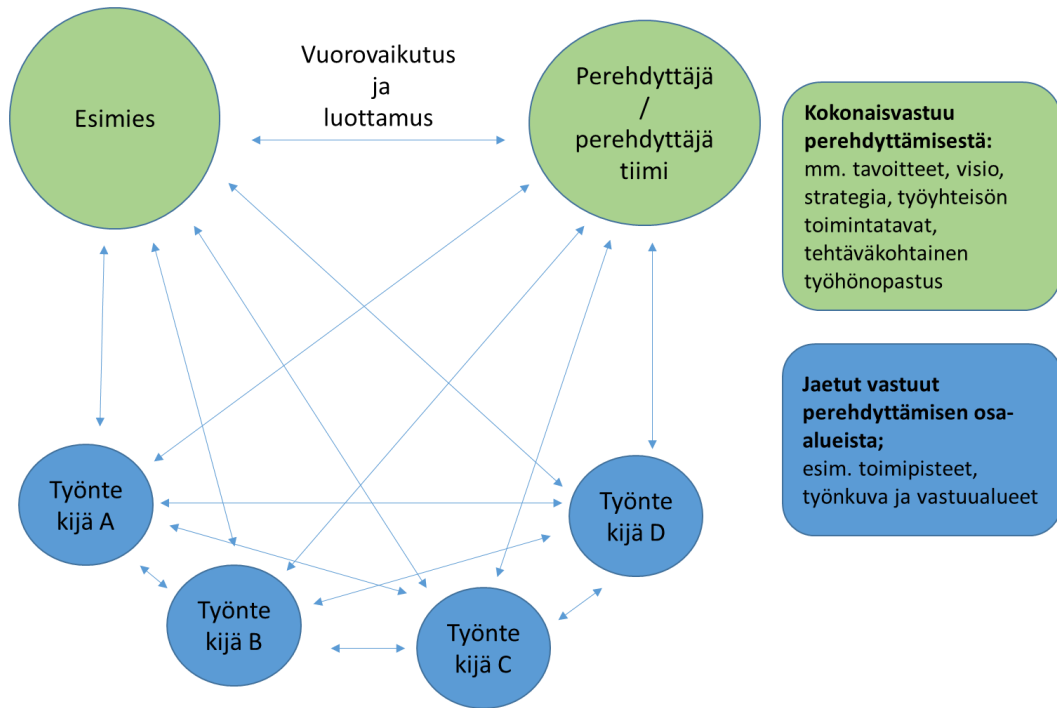 Esimies
Vuorovaikutus
ja
luottamus
Perehdyttäjä
/
perehdyttäjä
tiimi
Kokonaisvastuu
perehdyttämisestä:
mm. tavoitteet, visio,
strategia, työyhteisön
toimintatavat,
tehtäväkohtainen
työhönopastus
Jaetut vastuut
perehdyttämisen osa-
alueista;
esim. toimipisteet,
työnkuva ja vastuualueet
Työnte
kijä A
Työnte
kijä B
Työnte
kijä C
Työnte
kijä D